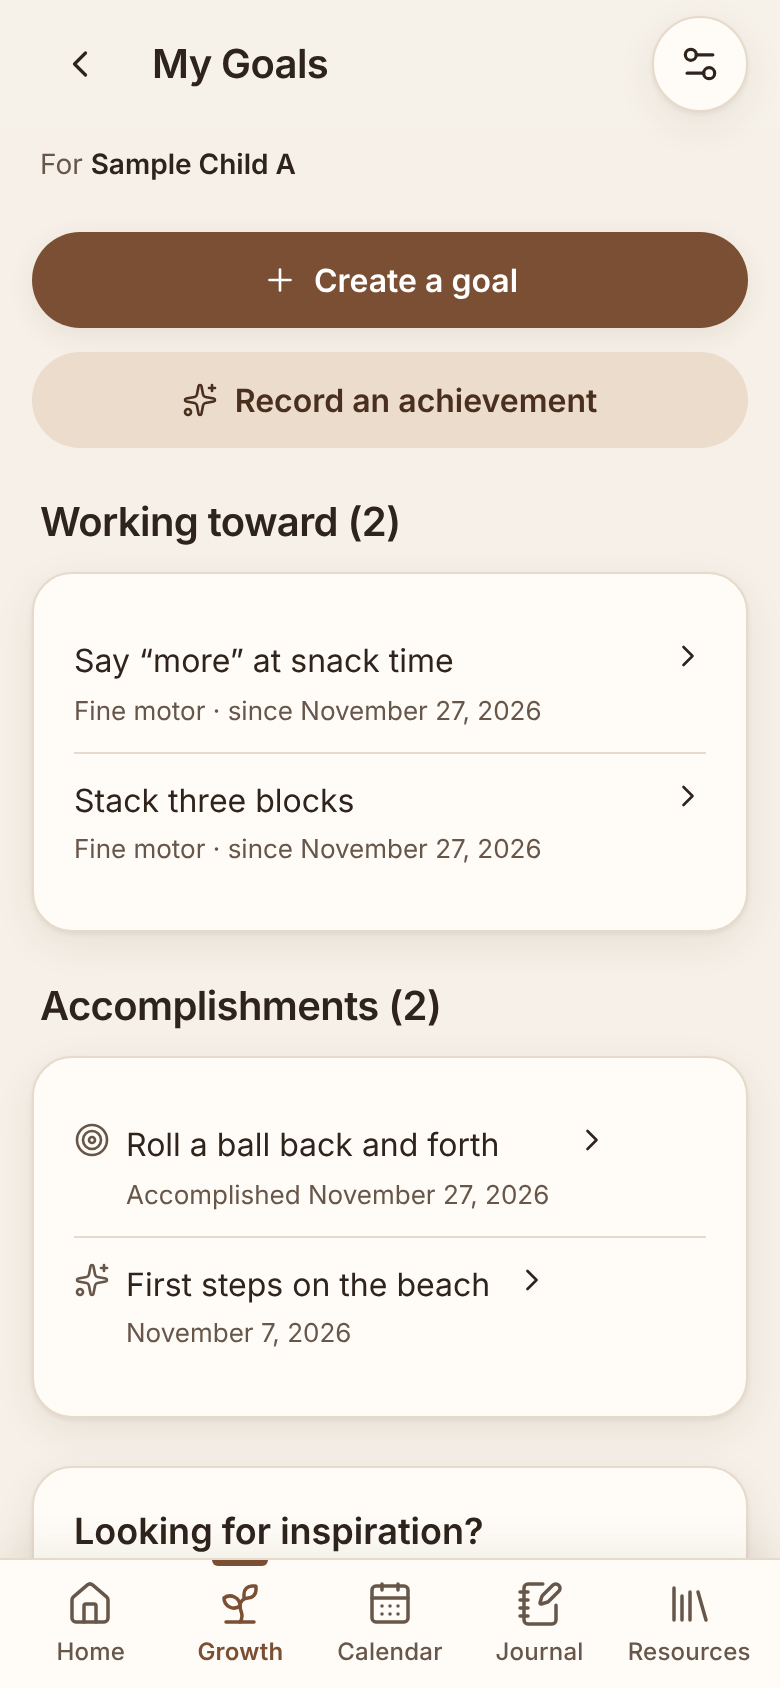 My Goals
For Sample Child A
Create a goal
Record an achievement
Working toward (2)
Say “more” at snack time
Fine motor · since November 27, 2026
Stack three blocks
Fine motor · since November 27, 2026
Accomplishments (2)
Roll a ball back and forth
Accomplished November 27, 2026
First steps on the beach
November 7, 2026
Looking for inspiration?
Home Growth Calendar Journal Resources